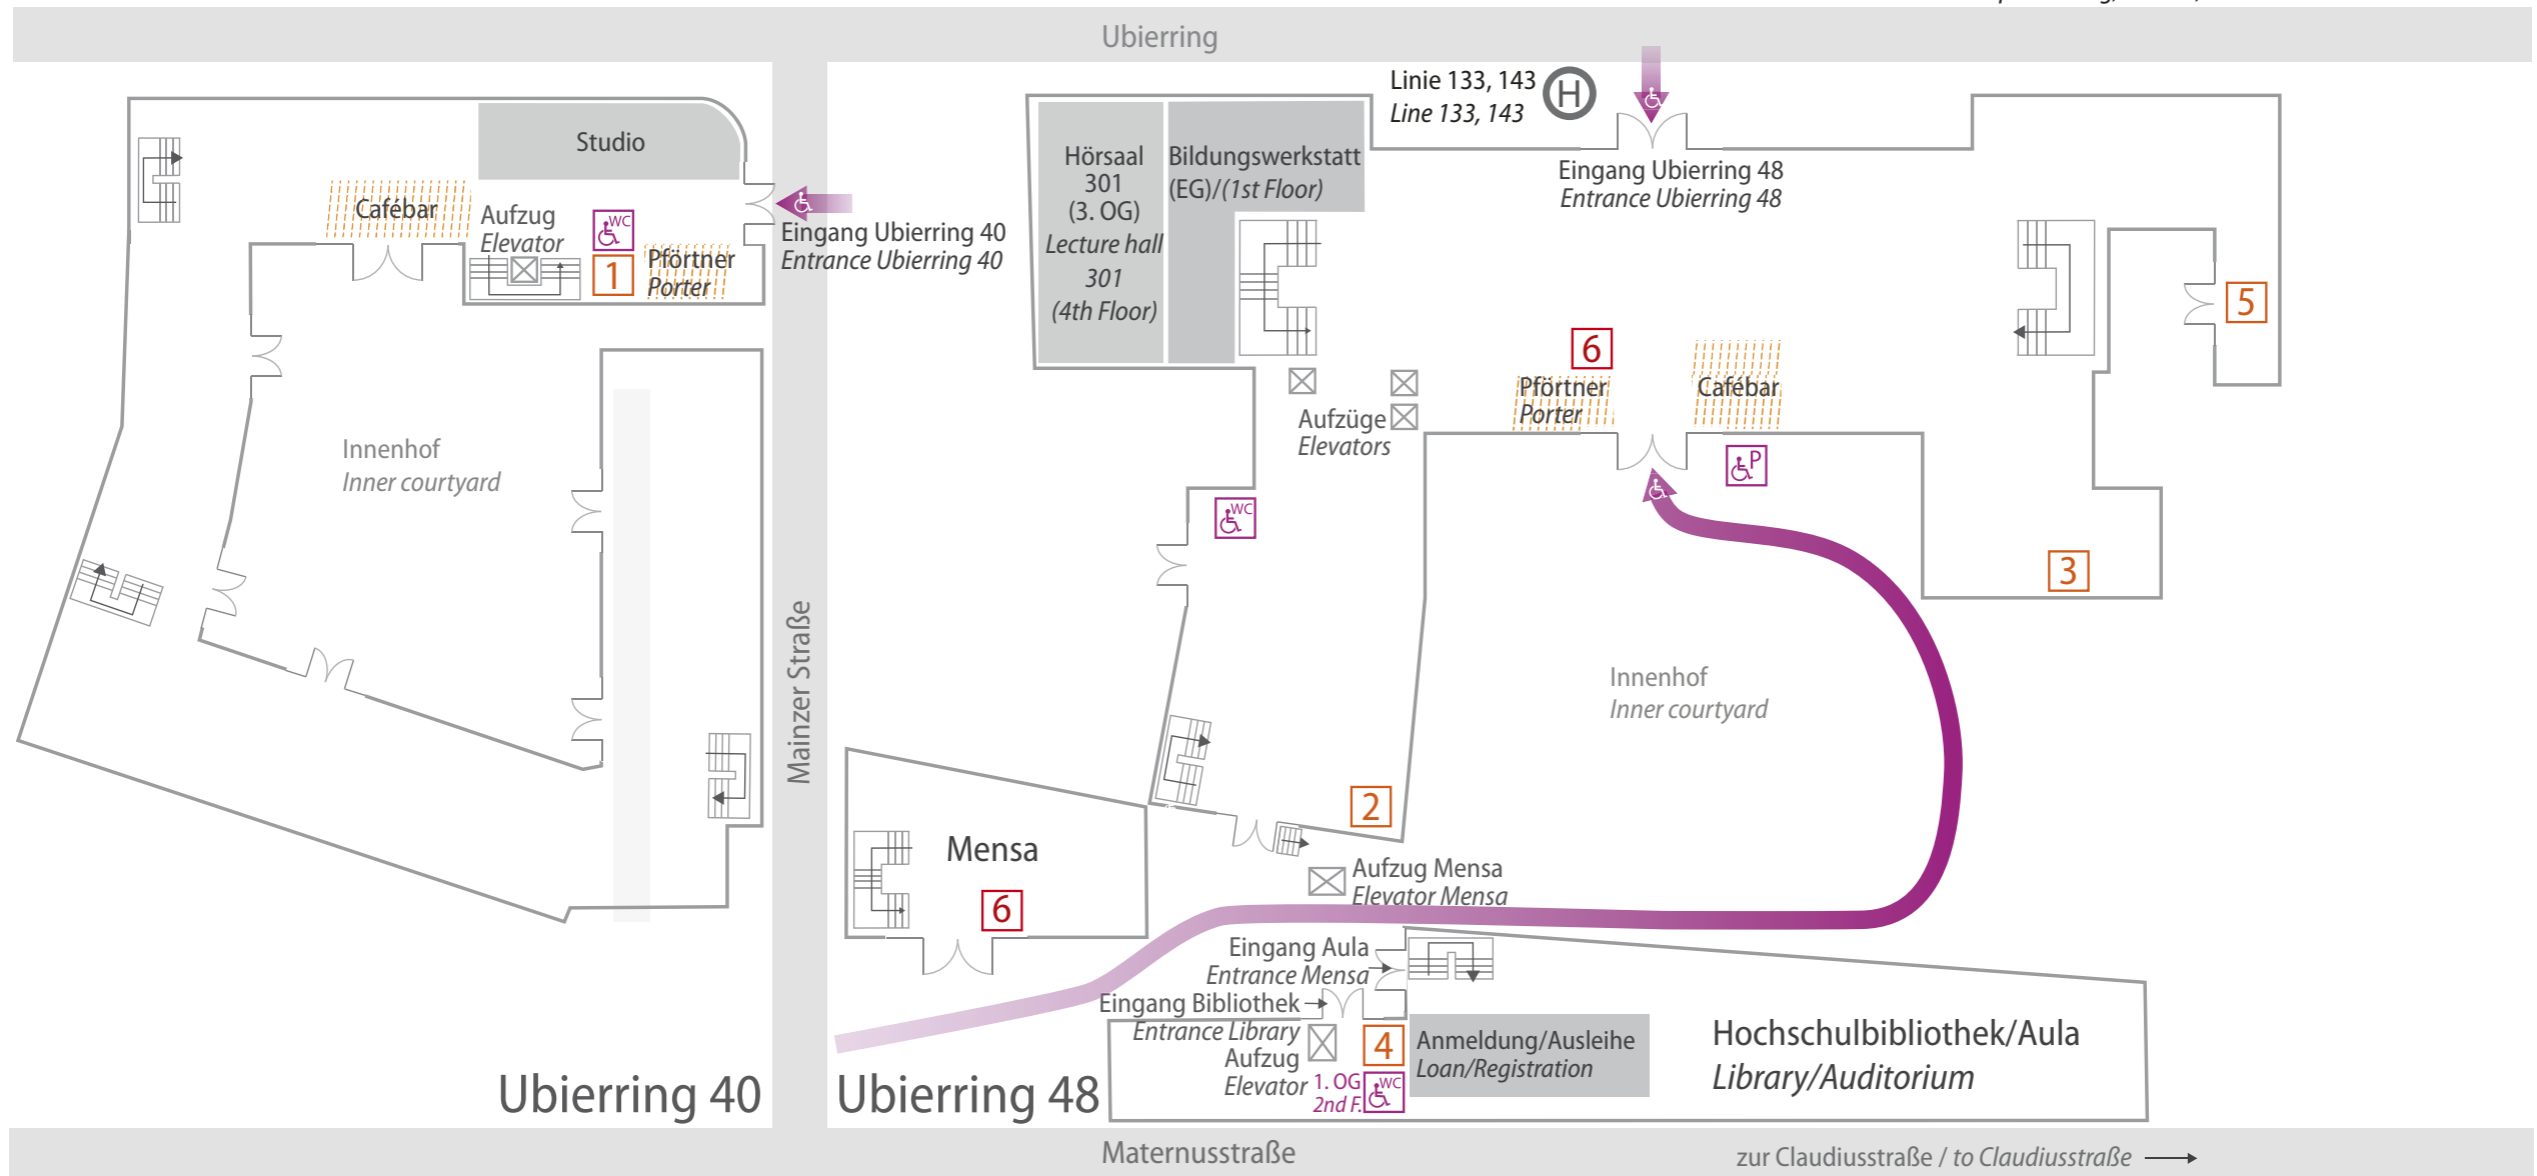 Ubierring
Linie 133, 143
Line 133, 143
H
Studio
Cafébar
Aufzug
Elevator
WC
1
Pförtner
Porter
Eingang Ubierring 40
Entrance Ubierring 40
Innenhof
Inner courtyard
Mainzer Straße
Hörsaal
301
(3. OG)
Lecture hall
301
(4th Floor)
Bildungswerkstatt
(EG)/(1st Floor)
Eingang Ubierring 48
Entrance Ubierring 48
5
6
Pförtner
Porter
Cafébar
Aufzüge
Elevators
P
WC
3
Innenhof
Inner courtyard
2
Mensa
6
Aufzug Mensa
Elevator Mensa
Eingang Aula
Entrance Mensa
Eingang Bibliothek
Entrance Library
Aufzug
Elevator
4
1. OG
2nd F.
WC
Anmeldung/Ausleihe
Loan/Registration
Hochschulbibliothek/Aula
Library/Auditorium
Ubierring 40
Ubierring 48
Maternusstraße
zur Claudiusstraße / to Claudiusstraße